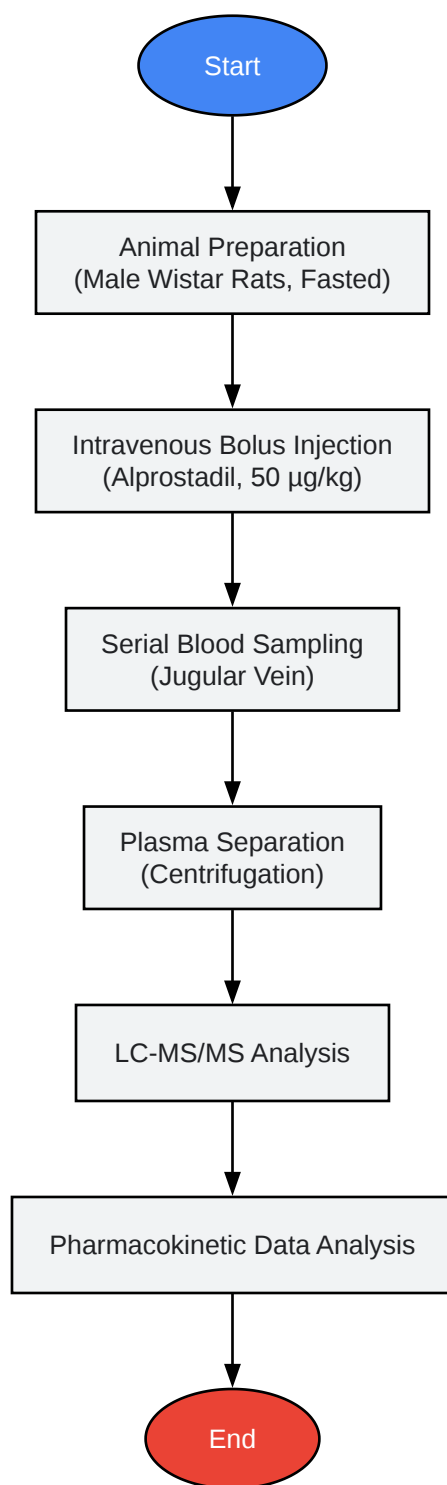 Start
Animal Preparation
(Male Wistar Rats, Fasted)
Intravenous Bolus Injection
(Alprostadil, 50 µg/kg)
Serial Blood Sampling
(Jugular Vein)
Plasma Separation
(Centrifugation)
LC-MS/MS Analysis
Pharmacokinetic Data Analysis
End